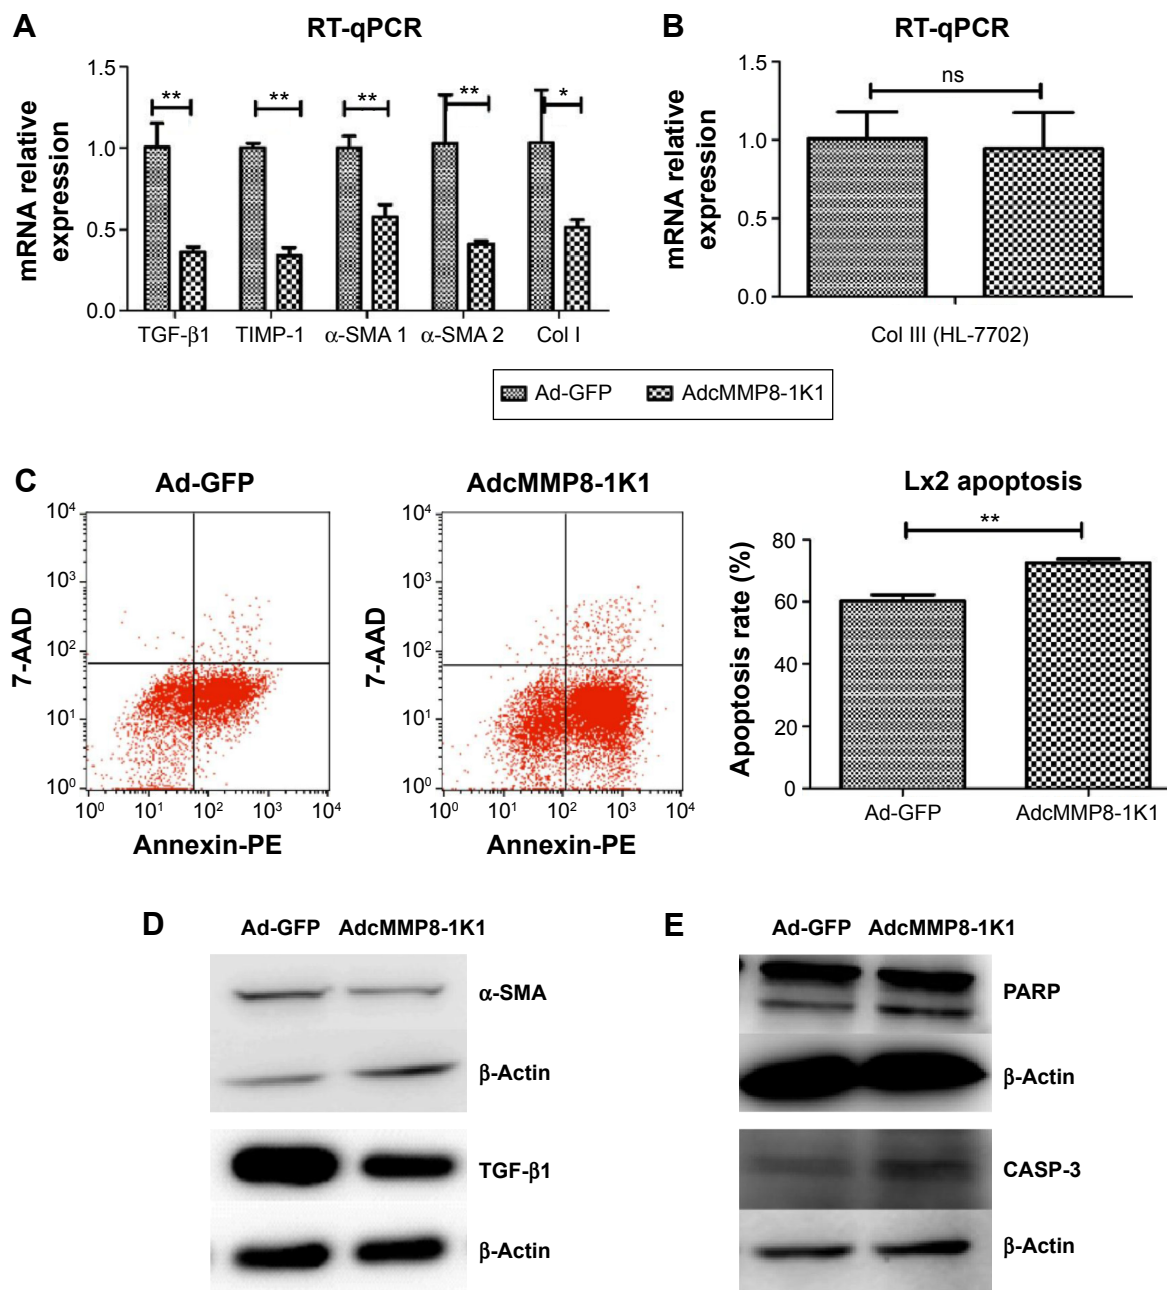 A
RT-qPCR
mRNA relative
expression
1.5
1.0
0.5
0.0
**
**
**
**
*
TGF-β1 TIMP-1 α-SMA 1 α-SMA 2 Col I
B
RT-qPCR
mRNA relative
expression
1.5
1.0
0.5
0.0
ns
Col III (HL-7702)
Ad-GFP AdcMMP8-1K1
C
Ad-GFP
7-AAD
10⁴
10³
10²
10¹
10⁰
10⁰ 10¹ 10² 10³ 10⁴
Annexin-PE
AdcMMP8-1K1
7-AAD
10⁴
10³
10²
10¹
10⁰
10⁰ 10¹ 10² 10³ 10⁴
Annexin-PE
Lx2 apoptosis
Apoptosis rate (%)
80
60
40
20
0
**
Ad-GFP AdcMMP8-1K1
D
Ad-GFP AdcMMP8-1K1
α-SMA
β-Actin
TGF-β1
β-Actin
E
Ad-GFP AdcMMP8-1K1
PARP
β-Actin
CASP-3
β-Actin